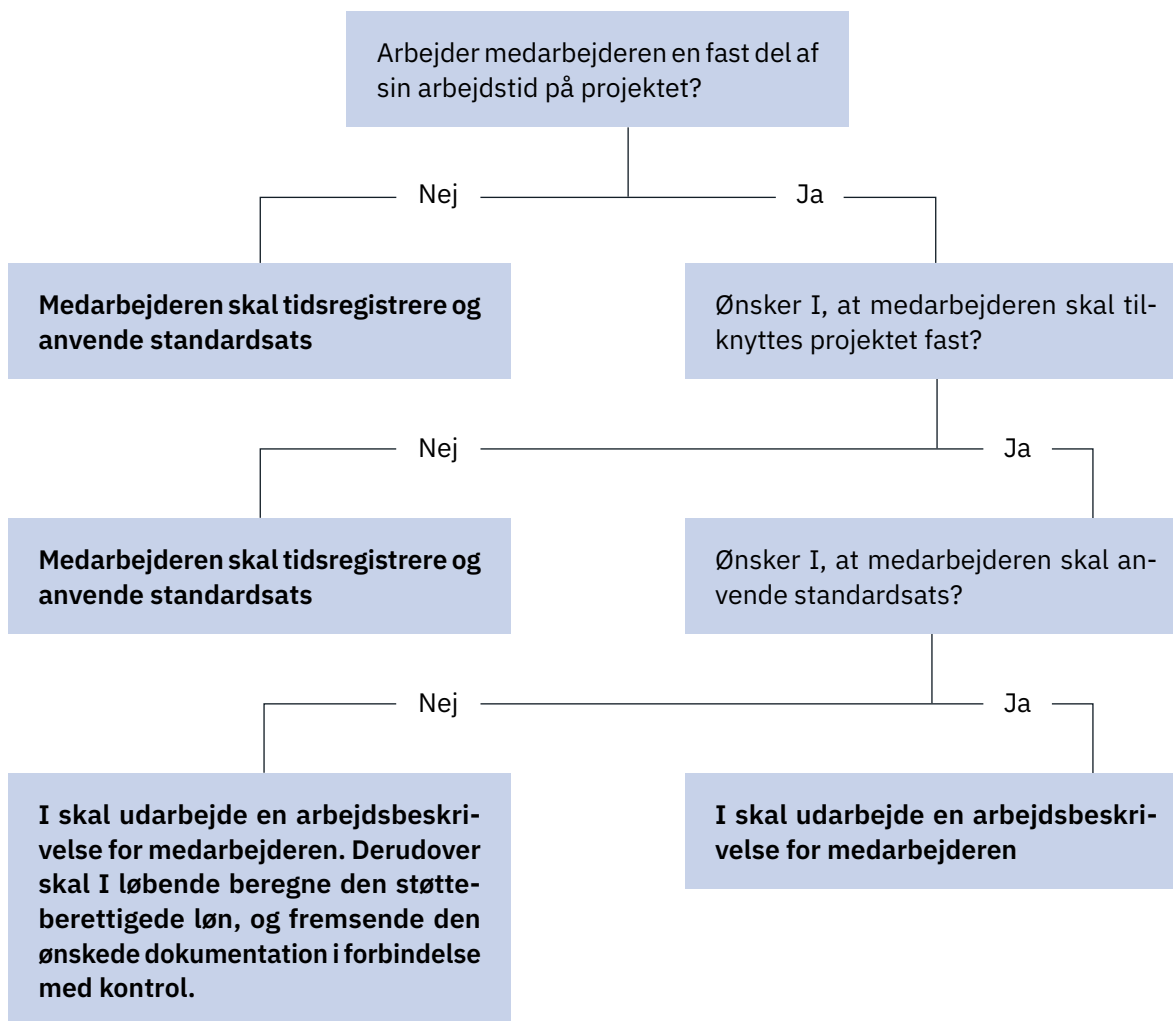 Arbejder medarbejderen en fast del af
sin arbejdstid på projektet?
Nej
Ja
Medarbejderen skal tidsregistrere og
anvende standardsats
Ønsker I, at medarbejderen skal til-
knyttes projektet fast?
Nej
Ja
Medarbejderen skal tidsregistrere og
anvende standardsats
Ønsker I, at medarbejderen skal an-
vende standardsats?
Nej
Ja
I skal udarbejde en arbejdsbeskri-
velse for medarbejderen. Derudover
skal I løbende beregne den støtte-
berettigede løn, og fremsende den
ønskede dokumentation i forbindelse
med kontrol.
I skal udarbejde en arbejdsbeskri-
velse for medarbejderen